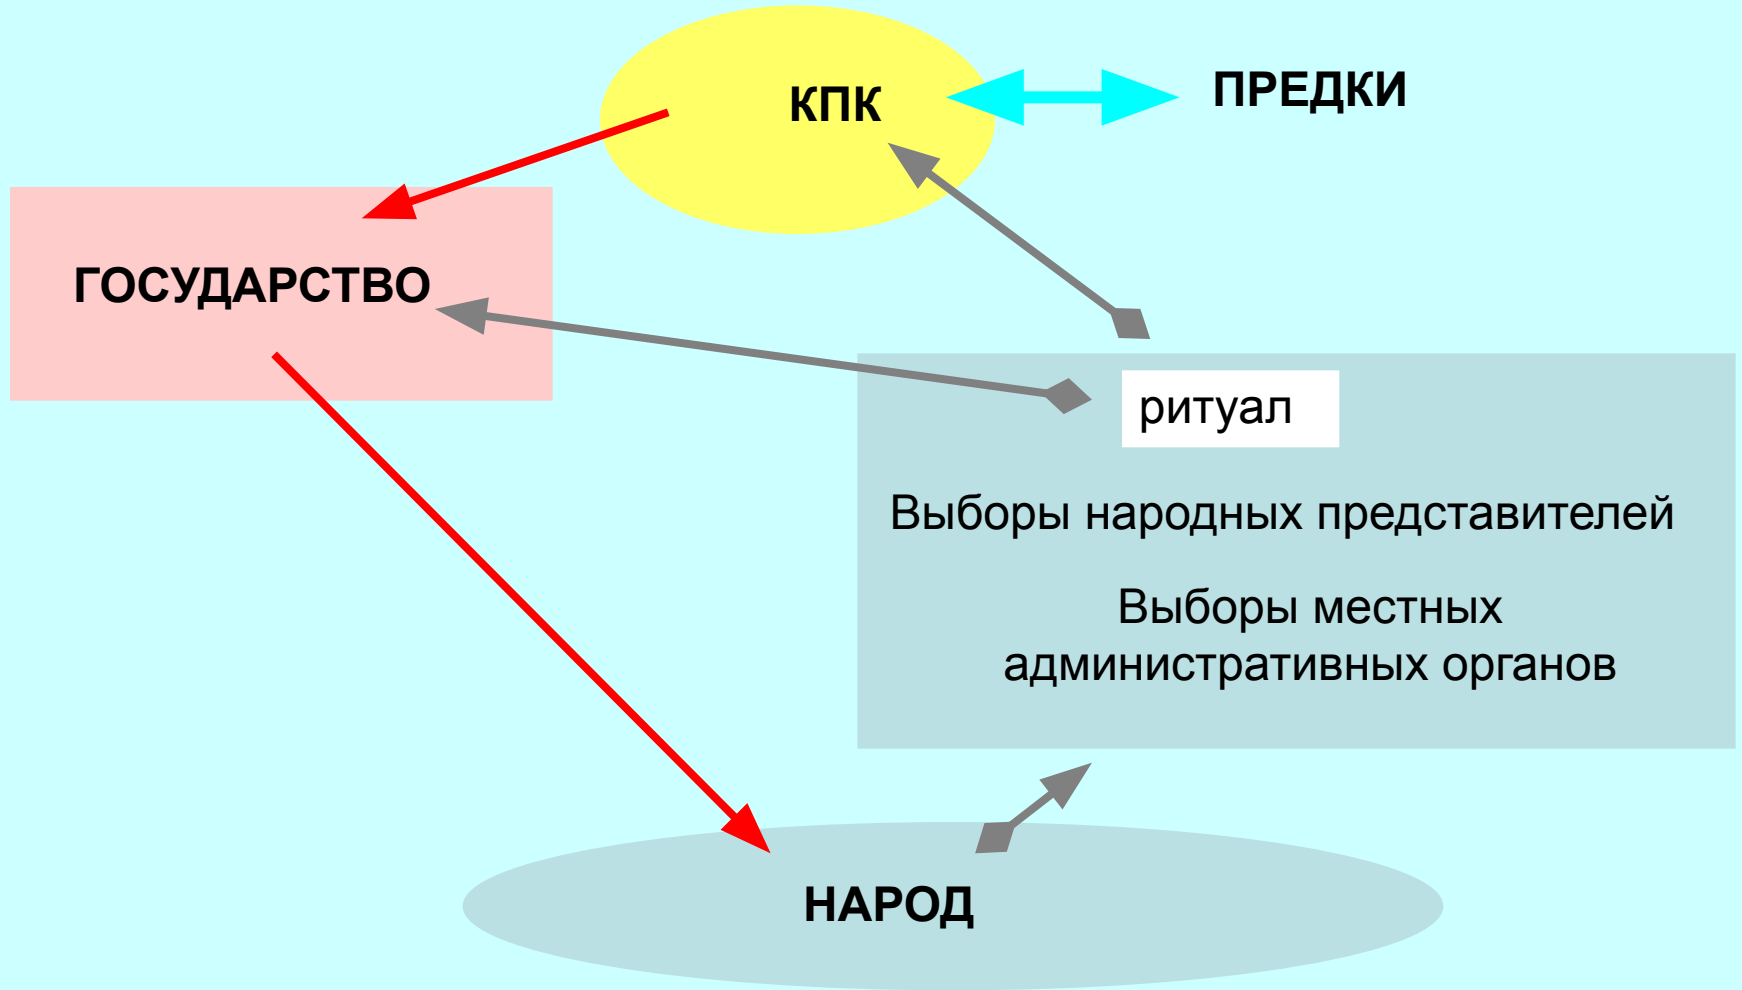 КПК
ПРЕДКИ
ГОСУДАРСТВО
ритуал
Выборы народных представителей
Выборы местных
административных органов
НАРОД